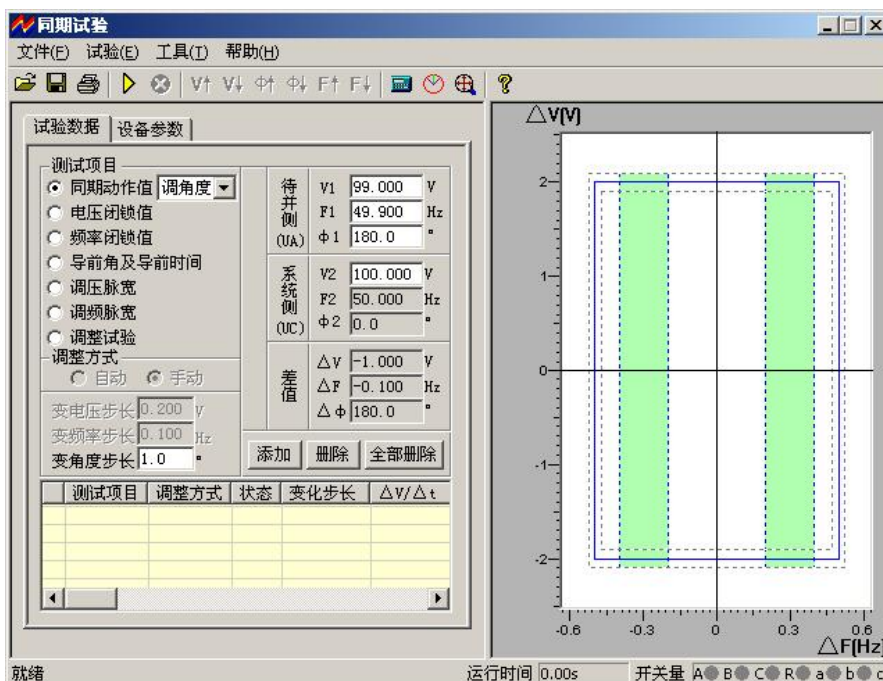 同期试验
文件(F) 试验(E) 工具(T) 帮助(H)
V↑ V↓ Φ↑ Φ↓ F↑ F↓ ?
试验数据 设备参数
测试项目
同期动作值 调角度
电压闭锁值
频率闭锁值
导前角及导前时间
调压脉宽
调频脉宽
调整试验
调整方式
自动 手动
变电压步长 0.200 V
变频率步长 0.100 Hz
变角度步长 1.0 °
待并侧(UA)
V1 99.000 V
F1 49.900 Hz
Φ1 180.0 °
系统侧(UC)
V2 100.000 V
F2 50.000 Hz
Φ2 0.0 °
差值
△V -1.000 V
△F -0.100 Hz
△Φ 180.0 °
添加 删除 全部删除
测试项目 调整方式 状态 变化步长 △V/△t
△V(V)
2
1
0
-1
-2
-0.6 -0.3 0 0.3 0.6
△F(Hz)
就绪 运行时间 0.00s 开关量 A B C R a b c